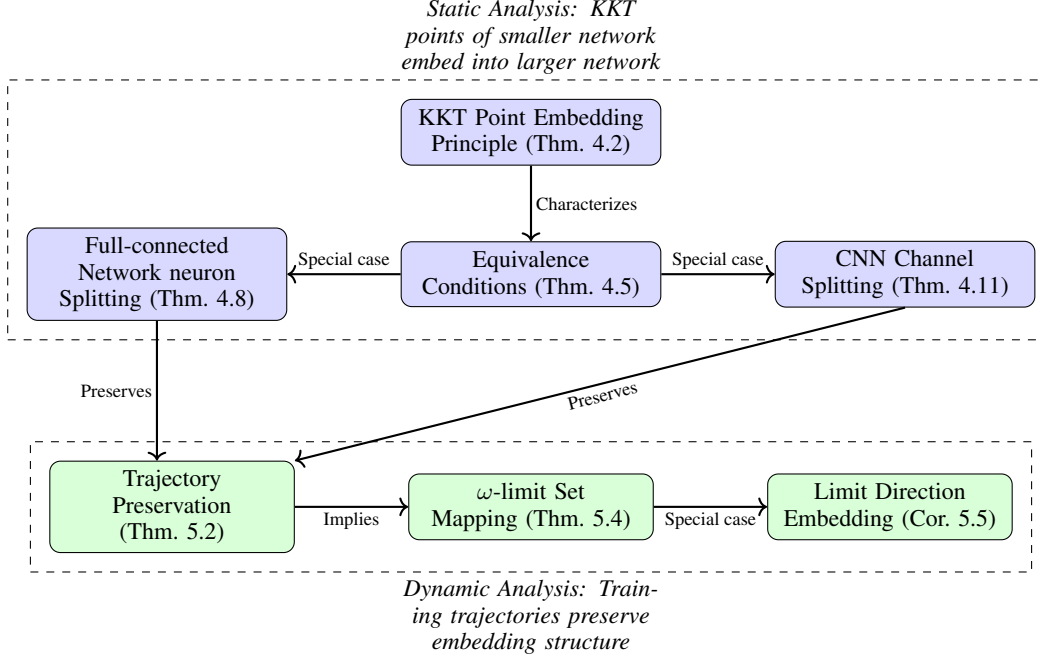 Static Analysis: KKT
points of smaller network
embed into larger network
KKT Point Embedding
Principle (Thm. 4.2)
Characterizes
Full-connected
Network neuron
Splitting (Thm. 4.8)
Special case
Equivalence
Conditions (Thm. 4.5)
Special case
CNN Channel
Splitting (Thm. 4.11)
Preserves
Preserves
Trajectory
Preservation
(Thm. 5.2)
Implies
ω-limit Set
Mapping (Thm. 5.4)
Special case
Limit Direction
Embedding (Cor. 5.5)
Dynamic Analysis: Train-
ing trajectories preserve
embedding structure